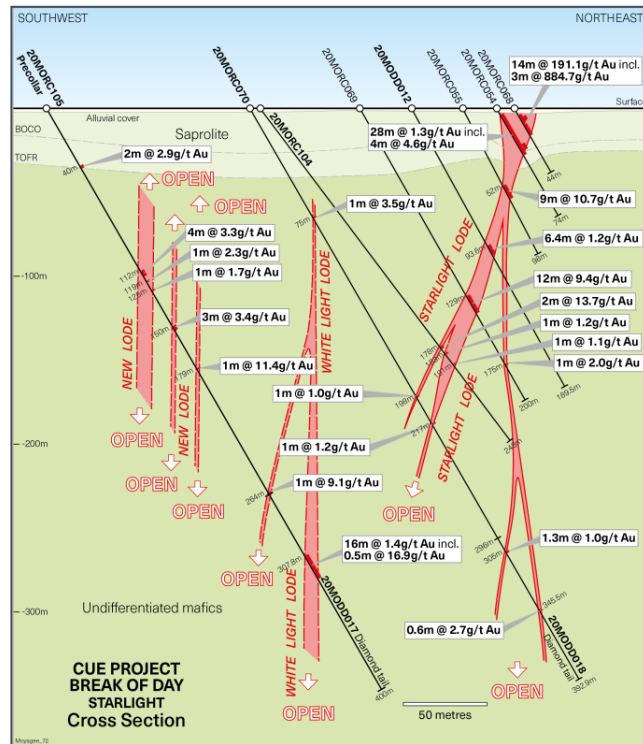 SOUTHWEST
NORTHEAST
20MORC105
Precollar
20MORC070
20MORC104
20MORC069
20MODD012
20MORC055
20MORC054
20MORC068
14m @ 191.1g/t Au incl.
3m @ 884.7g/t Au
Surfac
Alluvial cover
BOCO
Saprolite
TOFR
28m @ 1.3g/t Au incl.
4m @ 4.6g/t Au
2m @ 2.9g/t Au
40m
44m
OPEN
OPEN
52m
9m @ 10.7g/t Au
1m @ 3.5g/t Au
75m
74m
4m @ 3.3g/t Au
93.6m
6.4m @ 1.2g/t Au
96m
1m @ 2.3g/t Au
-100m
112m
119m
125m
1m @ 1.7g/t Au
STARLIGHT LODE
12m @ 9.4g/t Au
129m
2m @ 13.7g/t Au
3m @ 3.4g/t Au
150m
WHITE LIGHT LODE
1m @ 1.2g/t Au
178m
1m @ 1.1g/t Au
191m
NEW LODE
179m
1m @ 11.4g/t Au
175m
1m @ 2.0g/t Au
189.5m
1m @ 1.0g/t Au
198m
200m
NEW LODE
OPEN
217m
STARLIGHT LODE
-200m
1m @ 1.2g/t Au
248m
OPEN
OPEN
1m @ 9.1g/t Au
264m
OPEN
OPEN
296m
1.3m @ 1.0g/t Au
305m
16m @ 1.4g/t Au incl.
0.5m @ 16.9g/t Au
307.8m
-300m
Undifferentiated mafics
345.5m
0.6m @ 2.7g/t Au
20MODD017 Diamond tail
WHITE LIGHT LODE
20MODD018
Diamond tail
CUE PROJECT
BREAK OF DAY
STARLIGHT
Cross Section
400m
392.9m
OPEN
OPEN
50 metres
Moyagee_72